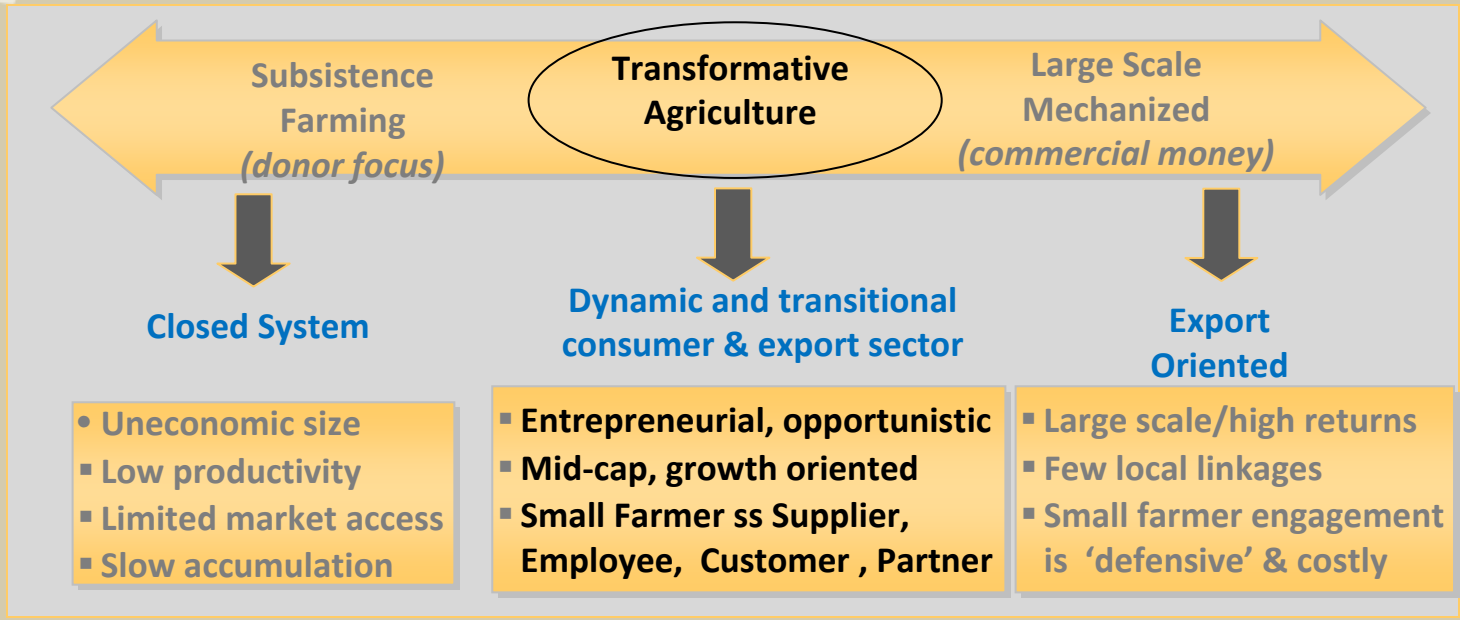 Subsistence
Farming
(donor focus)
Transformative
Agriculture
Large Scale
Mechanized
(commercial money)
Closed System
Dynamic and transitional
consumer & export sector
Export
Oriented
• Uneconomic size
▪ Low productivity
▪ Limited market access
▪ Slow accumulation
▪ Entrepreneurial, opportunistic
▪ Mid-cap, growth oriented
▪ Small Farmer ss Supplier,
Employee, Customer , Partner
▪ Large scale/high returns
▪ Few local linkages
▪ Small farmer engagement
is ‘defensive’ & costly